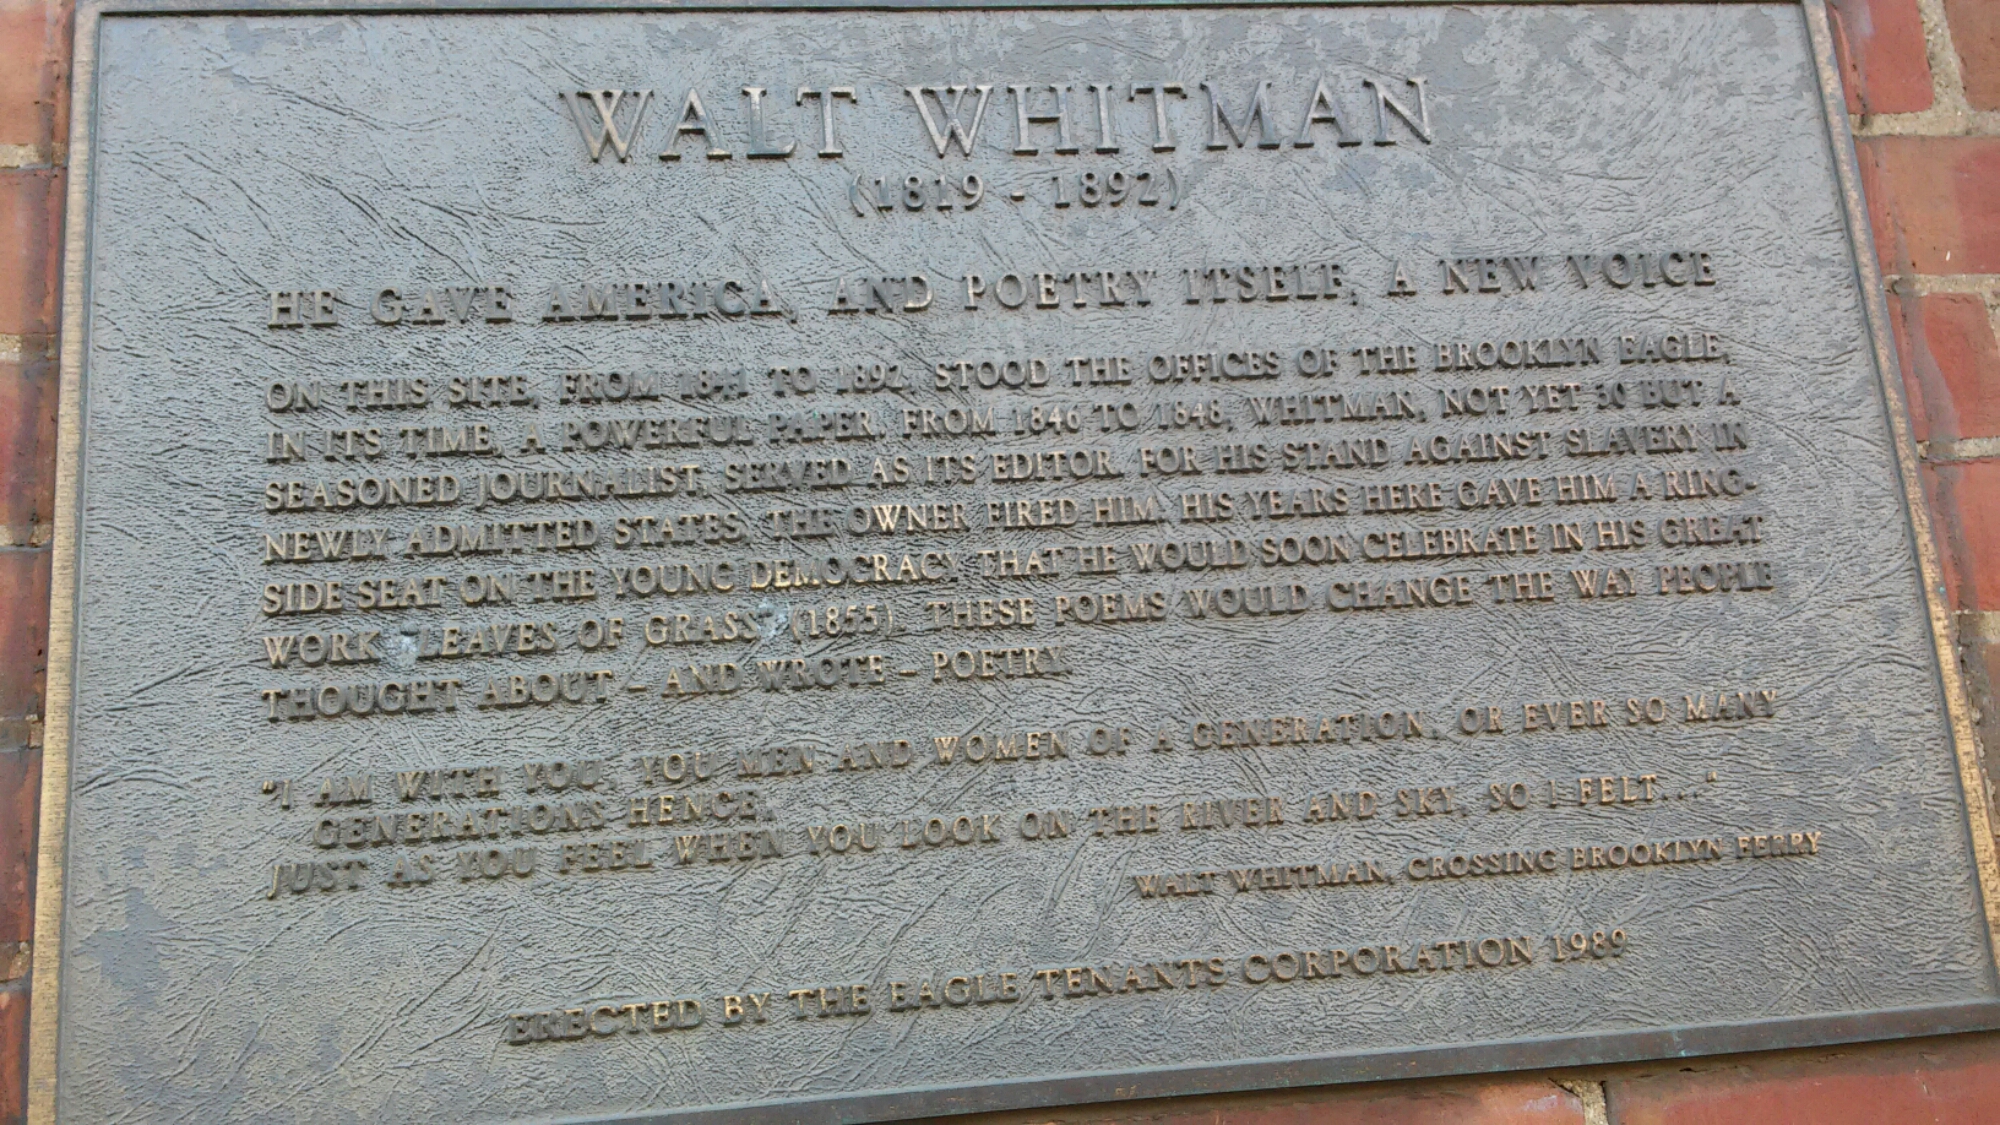 WALT WHITMAN
(1819 - 1892)
HE GAVE AMERICA, AND POETRY ITSELF, A NEW VOICE
ON THIS SITE, FROM 1841 TO 1892, STOOD THE OFFICES OF THE BROOKLYN EAGLE,
IN ITS TIME, A POWERFUL PAPER. FROM 1846 TO 1848, WHITMAN, NOT YET 30 BUT A
SEASONED JOURNALIST, SERVED AS ITS EDITOR. FOR HIS STAND AGAINST SLAVERY IN
NEWLY ADMITTED STATES, THE OWNER FIRED HIM. HIS YEARS HERE GAVE HIM A RING-
SIDE SEAT ON THE YOUNG DEMOCRACY THAT HE WOULD SOON CELEBRATE IN HIS GREAT
WORK "LEAVES OF GRASS" (1855). THESE POEMS WOULD CHANGE THE WAY PEOPLE
THOUGHT ABOUT - AND WROTE - POETRY.
"I AM WITH YOU, YOU MEN AND WOMEN OF A GENERATION, OR EVER SO MANY
GENERATIONS HENCE,
JUST AS YOU FEEL WHEN YOU LOOK ON THE RIVER AND SKY, SO I FELT..."
WALT WHITMAN, CROSSING BROOKLYN FERRY
ERECTED BY THE EAGLE TENANTS CORPORATION 1989